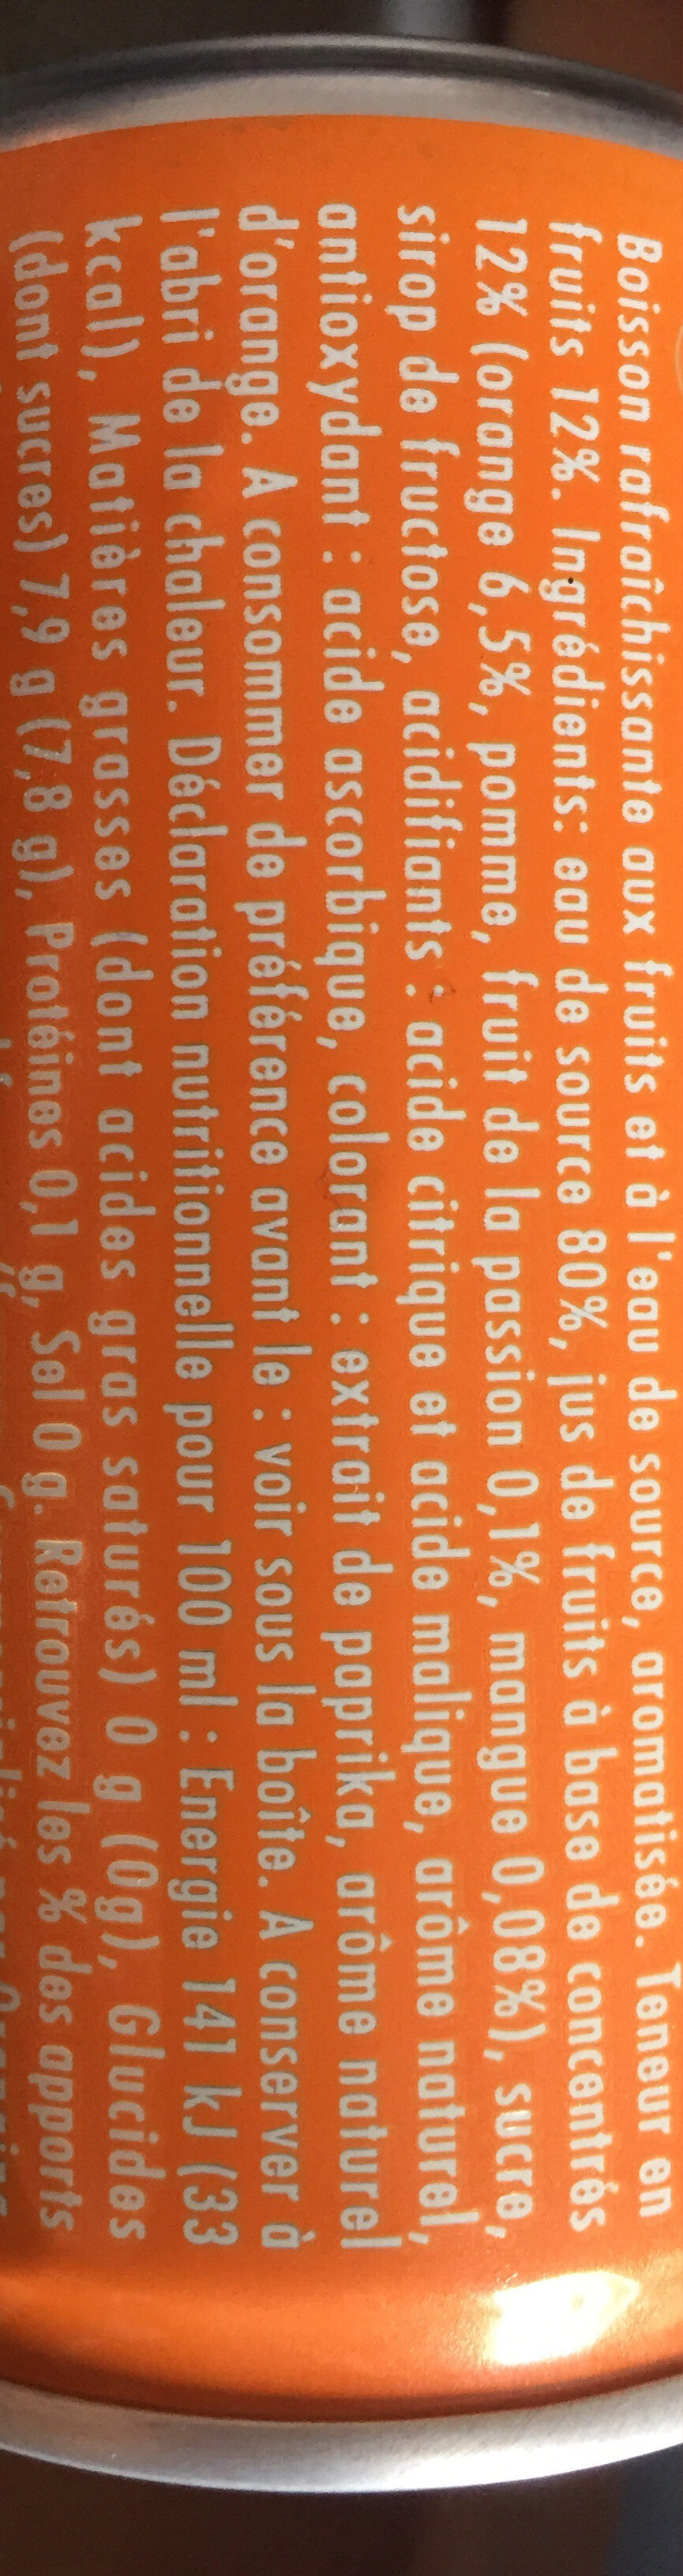 Boisson rafraîchissante aux fruits et à l'eau de source, aromatisée. Teneur en
fruits 12%. Ingrédients: eau de source 80%, jus de fruits à base de concentrés
12% (orange 6,5%, pomme, fruit de la passion 0,1%, mangue 0,08%), sucre,
sirop de fructose, acidifiants : acide citrique et acide malique, arôme naturel,
antioxydant : acide ascorbique, colorant : extrait de paprika, arôme naturel
d'orange. A consommer de préférence avant le : voir sous la boîte. A conserver à
l'abri de la chaleur. Déclaration nutritionnelle pour 100 ml : Energie 141 kJ (33
kcal), Matières grasses (dont acides gras saturés) 0 g (0g), Glucides
(dont sucres) 7,9 g (7,8 g), Protéines 0,1 g, Sel 0 g. Retrouvez les % des apports